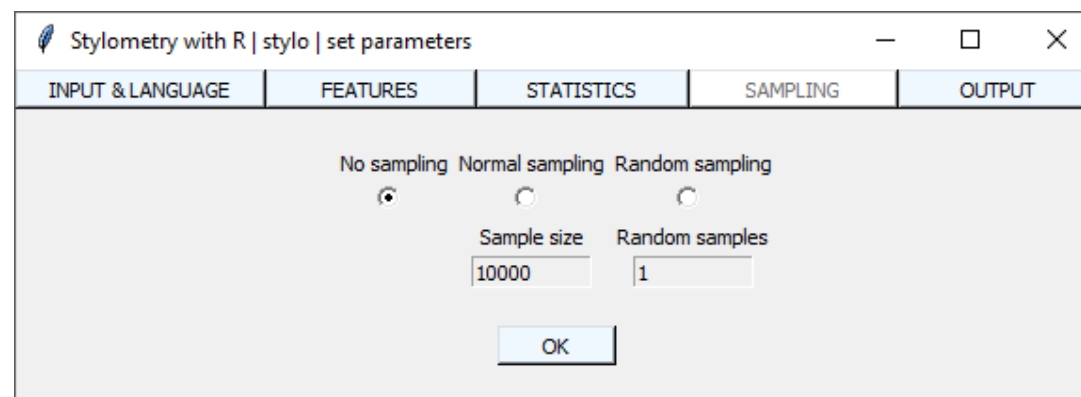 Stylometry with R | stylo | set parameters
INPUT & LANGUAGE FEATURES STATISTICS SAMPLING OUTPUT
No sampling Normal sampling Random sampling
Sample size Random samples
10000 1
OK